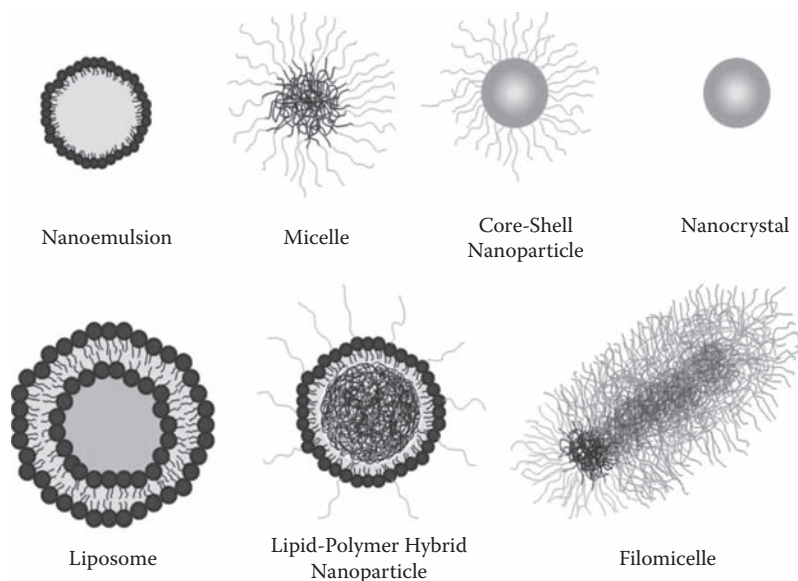 Nanoemulsion
Micelle
Core-Shell
Nanoparticle
Nanocrystal
Liposome
Lipid-Polymer Hybrid
Nanoparticle
Filomicelle